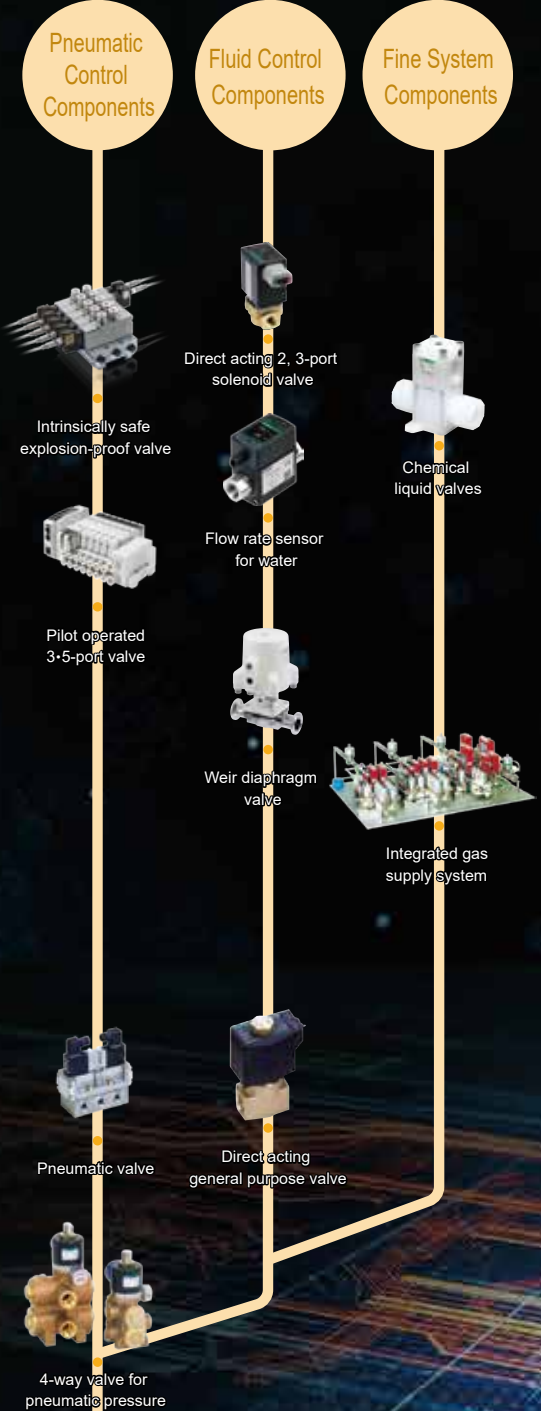 Pneumatic
Control
Components
Fluid Control
Components
Fine System
Components
Intrinsically safe
explosion-proof valve
Pilot operated
3•5-port valve
Pneumatic valve
4-way valve for
pneumatic pressure
Direct acting 2, 3-port
solenoid valve
Flow rate sensor
for water
Weir diaphragm
valve
Direct acting
general purpose valve
Chemical
liquid valves
Integrated gas
supply system